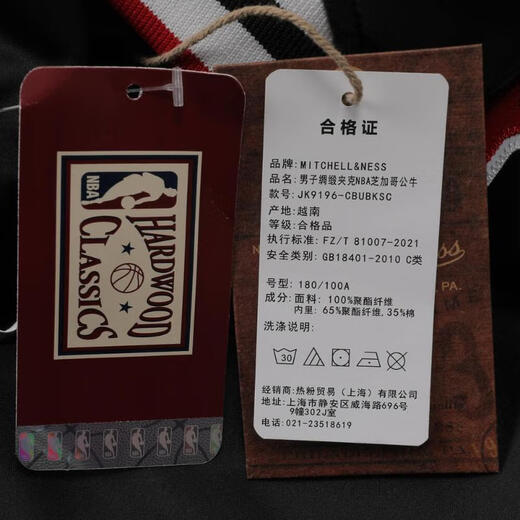 NBA
HARDWOOD
CLASSICS
合格证
品牌: MITCHELL&NESS
品名: 男子绸缎夹克NBA芝加哥公牛
款号: JK9196-CBUBKSC
产地: 越南
等级: 合格品
执行标准: FZ/T 81007-2021
安全类别: GB18401-2010 C类
号型: 180/100A
成分: 面料: 100%聚酯纤维
内里: 65%聚酯纤维,35%棉
洗涤说明:
30
经销商: 热粉贸易（上海）有限公司
地址: 上海市静安区威海路696号
9幢302J室
电话: 021-23518619
ess
PA.